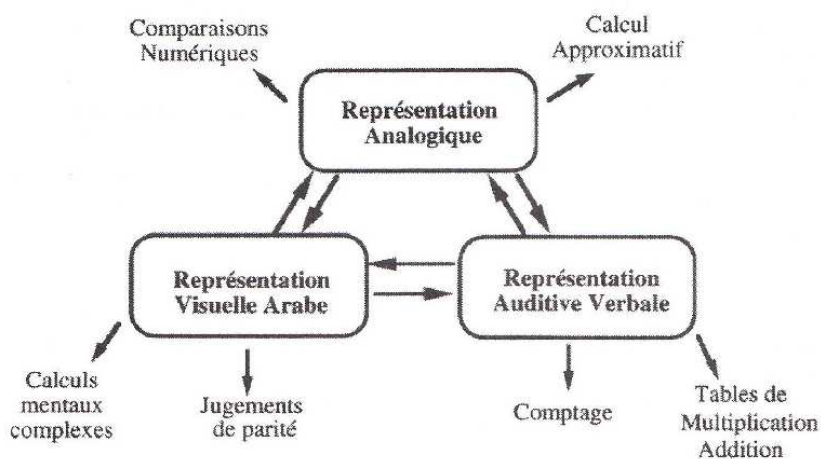 Comparaisons
Numériques
Calcul
Approximatif
Représentation
Analogique
Représentation
Visuelle Arabe
Représentation
Auditive Verbale
Calculs
mentaux
complexes
Jugements
de parité
Comptage
Tables de
Multiplication
Addition